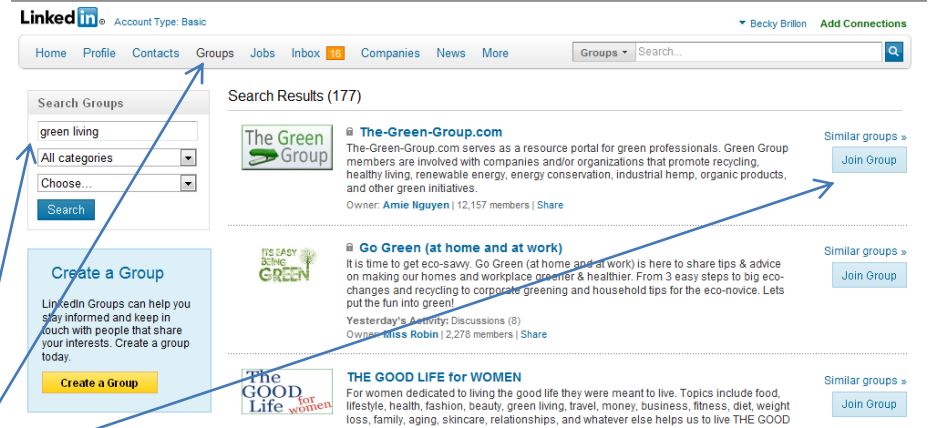 Linked in® Account Type: Basic
Becky Brillon Add Connections
Home Profile Contacts Groups Jobs Inbox 16 Companies News More
Groups Search...
Search Groups
green living
All categories
Choose...
Search
Create a Group
LinkedIn Groups can help you
stay informed and keep in
touch with people that share
your interests. Create a group
today.
Create a Group
Search Results (177)
The Green
Group
The-Green-Group.com
The-Green-Group.com serves as a resource portal for green professionals. Green Group
members are involved with companies and/or organizations that promote recycling,
healthy living, renewable energy, energy conservation, industrial hemp, organic products,
and other green initiatives.
Owner: Amie Nguyen | 12,157 members | Share
Similar groups »
Join Group
IT'S EASY
BEING
GREEN
Go Green (at home and at work)
It is time to get eco-savvy. Go Green (at home and at work) is here to share tips & advice
on making our homes and workplace greener & healthier. From 3 easy steps to big eco-
changes and recycling to corporate greening and household tips for the eco-novice. Lets
put the fun into green!
Yesterday's Activity: Discussions (8)
Owner: Miss Robin | 2,278 members | Share
Similar groups »
Join Group
The
GOOD
Life for women
THE GOOD LIFE for WOMEN
For women dedicated to living the good life they were meant to live. Topics include food,
lifestyle, health, fashion, beauty, green living, travel, money, business, fitness, diet, weight
loss, family, aging, skincare, relationships, and whatever else helps us to live THE GOOD
Similar groups »
Join Group